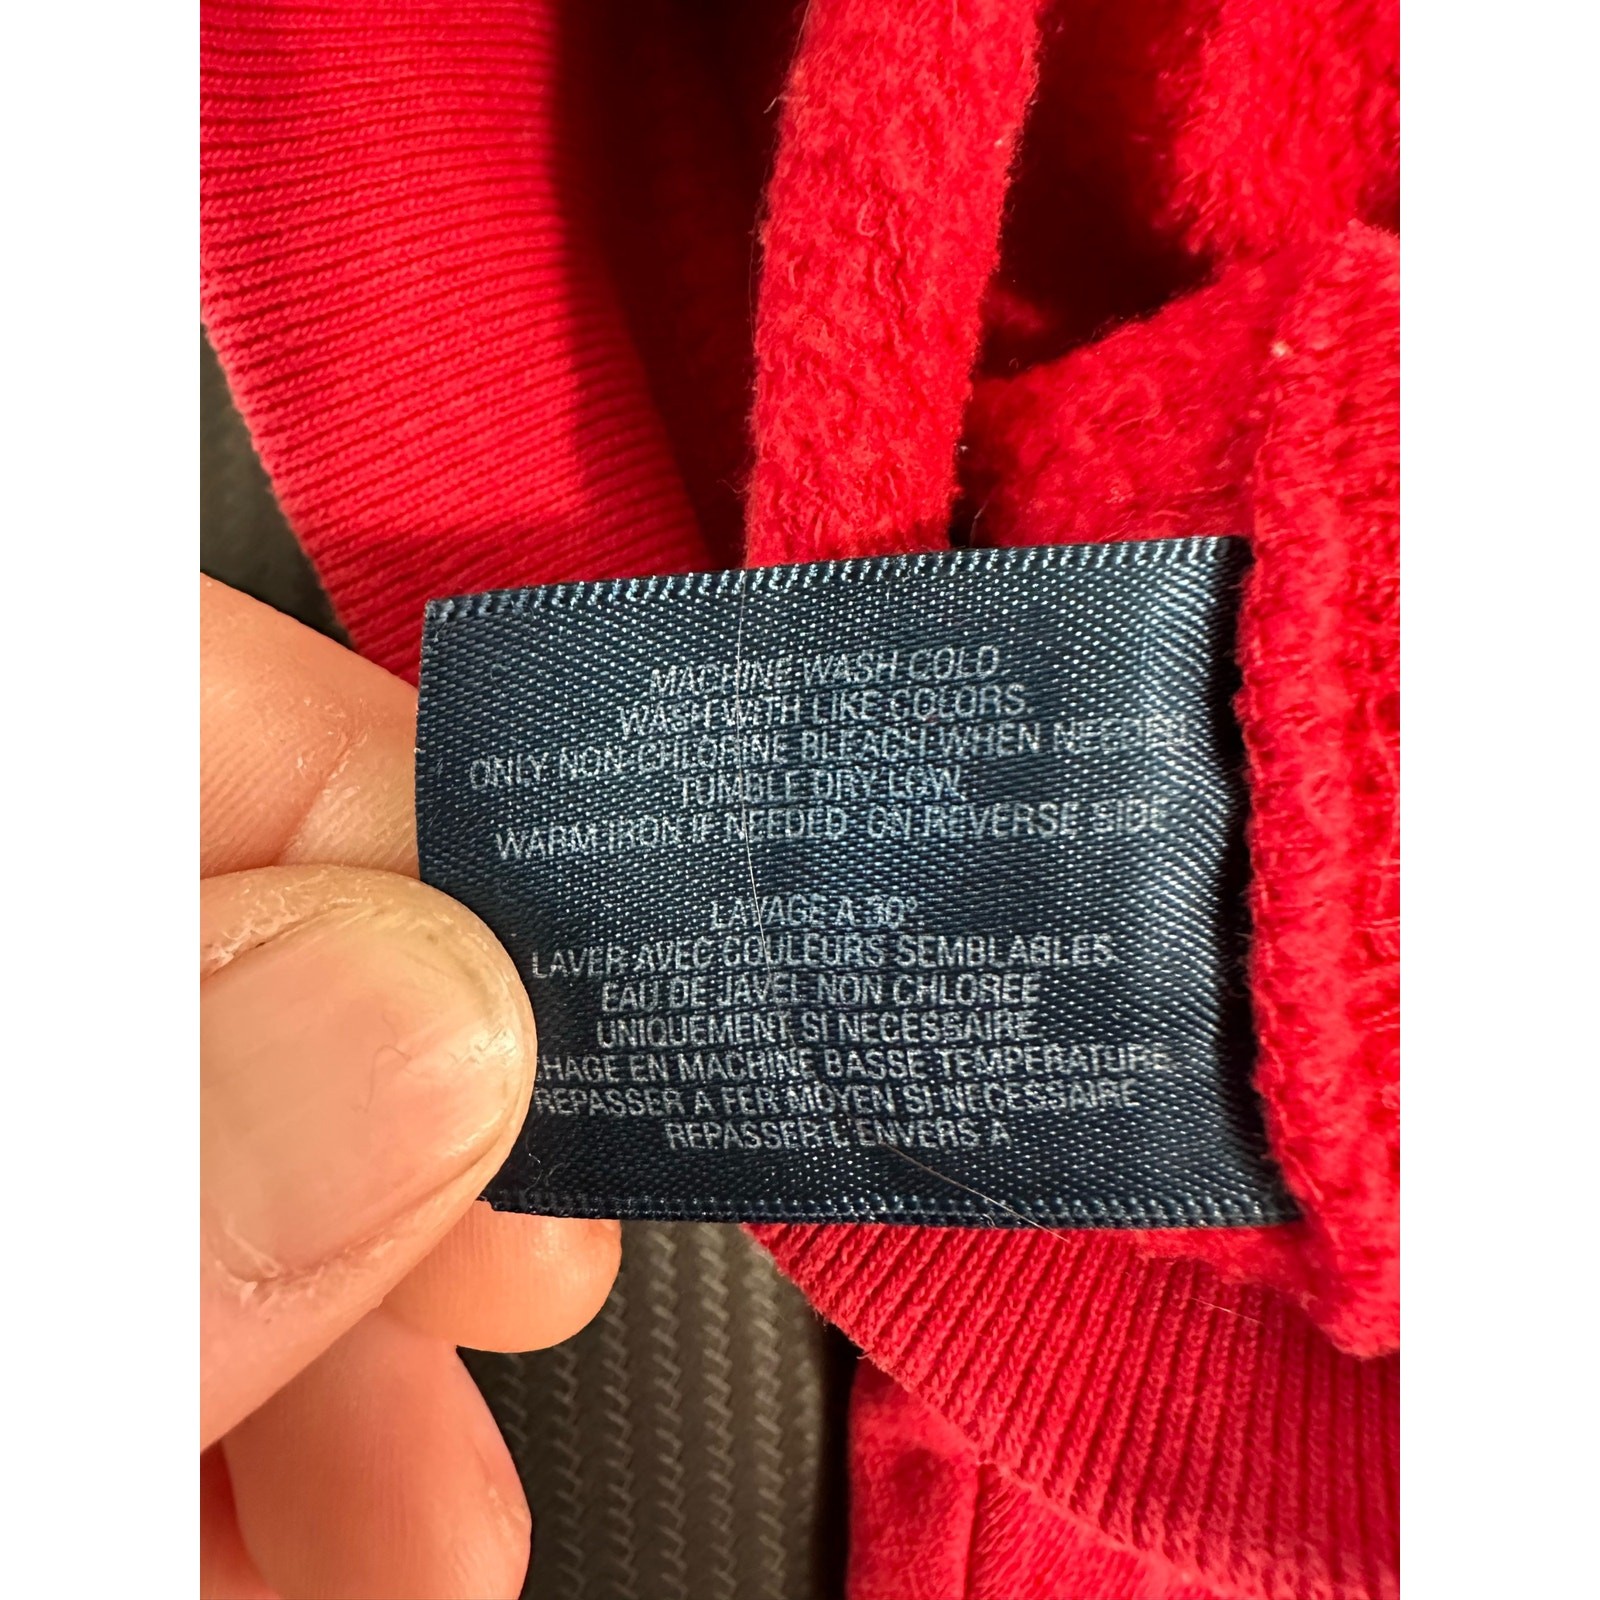 MACHINE WASH COLD
WASH WITH LIKE COLORS.
ONLY NON-CHLORINE BLEACH WHEN NEEDED
TUMBLE DRY LOW,
WARM IRON IF NEEDED ON REVERSE SIDE
LAVAGE A 30°
LAVER AVEC COULEURS SEMBLABLES.
EAU DE JAVEL NON CHLOREE
UNIQUEMENT SI NECESSAIRE
HAGE EN MACHINE BASSE TEMPERATURE
REPASSER A FER MOYEN SI NECESSAIRE
REPASSER L'ENVERS A